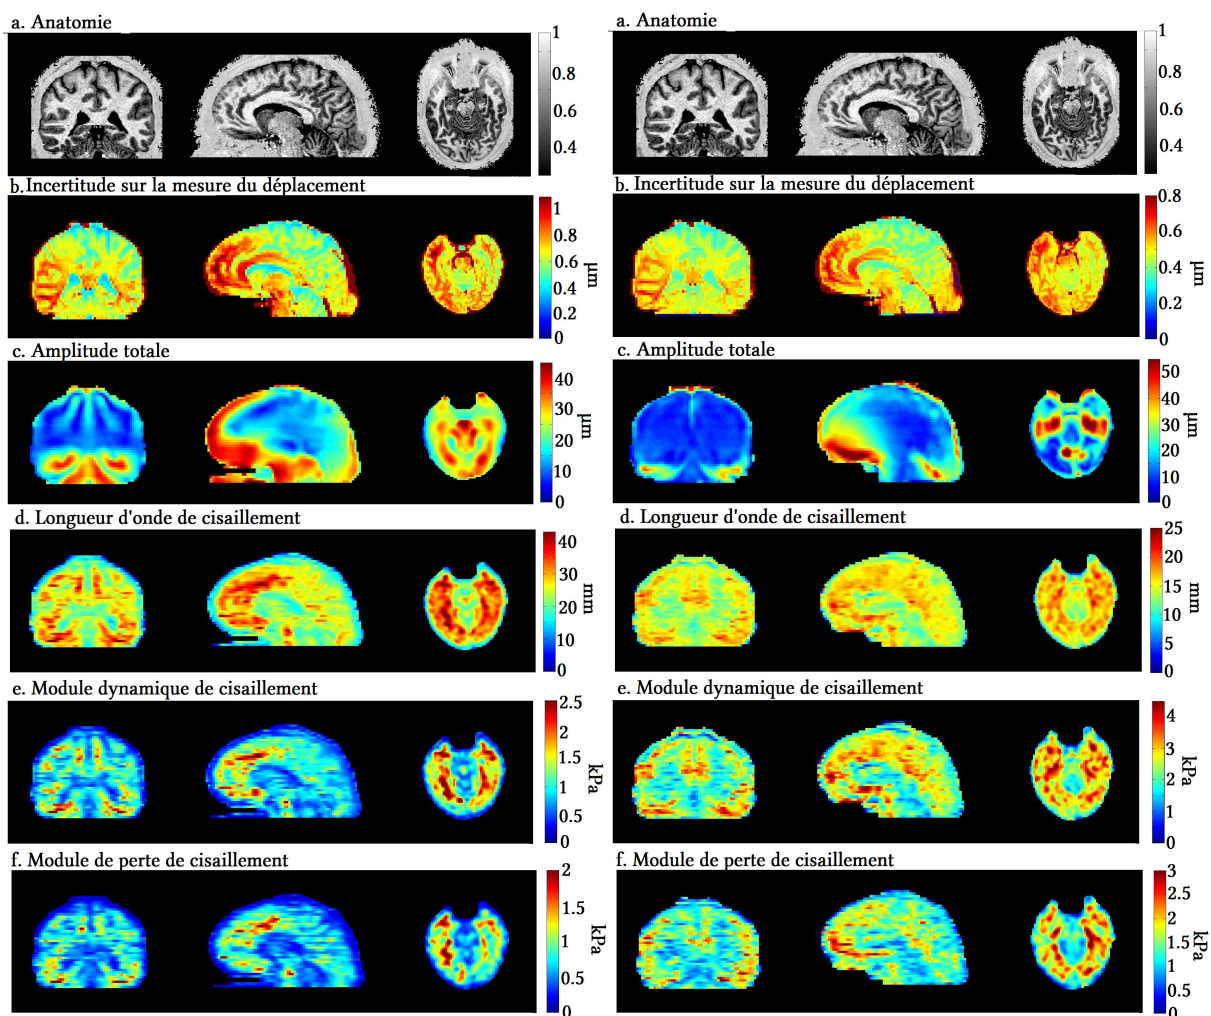 a. Anatomie
1
0.8
0.6
0.4
b. Incertitude sur la mesure du déplacement
1
0.8
0.6
0.4
0.2
0
µm
c. Amplitude totale
40
30
20
10
0
µm
d. Longueur d'onde de cisaillement
40
30
20
10
0
mm
e. Module dynamique de cisaillement
2.5
2
1.5
1
0.5
0
kPa
f. Module de perte de cisaillement
2
1.5
1
0.5
0
kPa
a. Anatomie
1
0.8
0.6
0.4
b. Incertitude sur la mesure du déplacement
0.8
0.6
0.4
0.2
0
µm
c. Amplitude totale
50
40
30
20
10
0
µm
d. Longueur d'onde de cisaillement
25
20
15
10
5
0
mm
e. Module dynamique de cisaillement
4
3
2
1
0
kPa
f. Module de perte de cisaillement
3
2.5
2
1.5
1
0.5
0
kPa